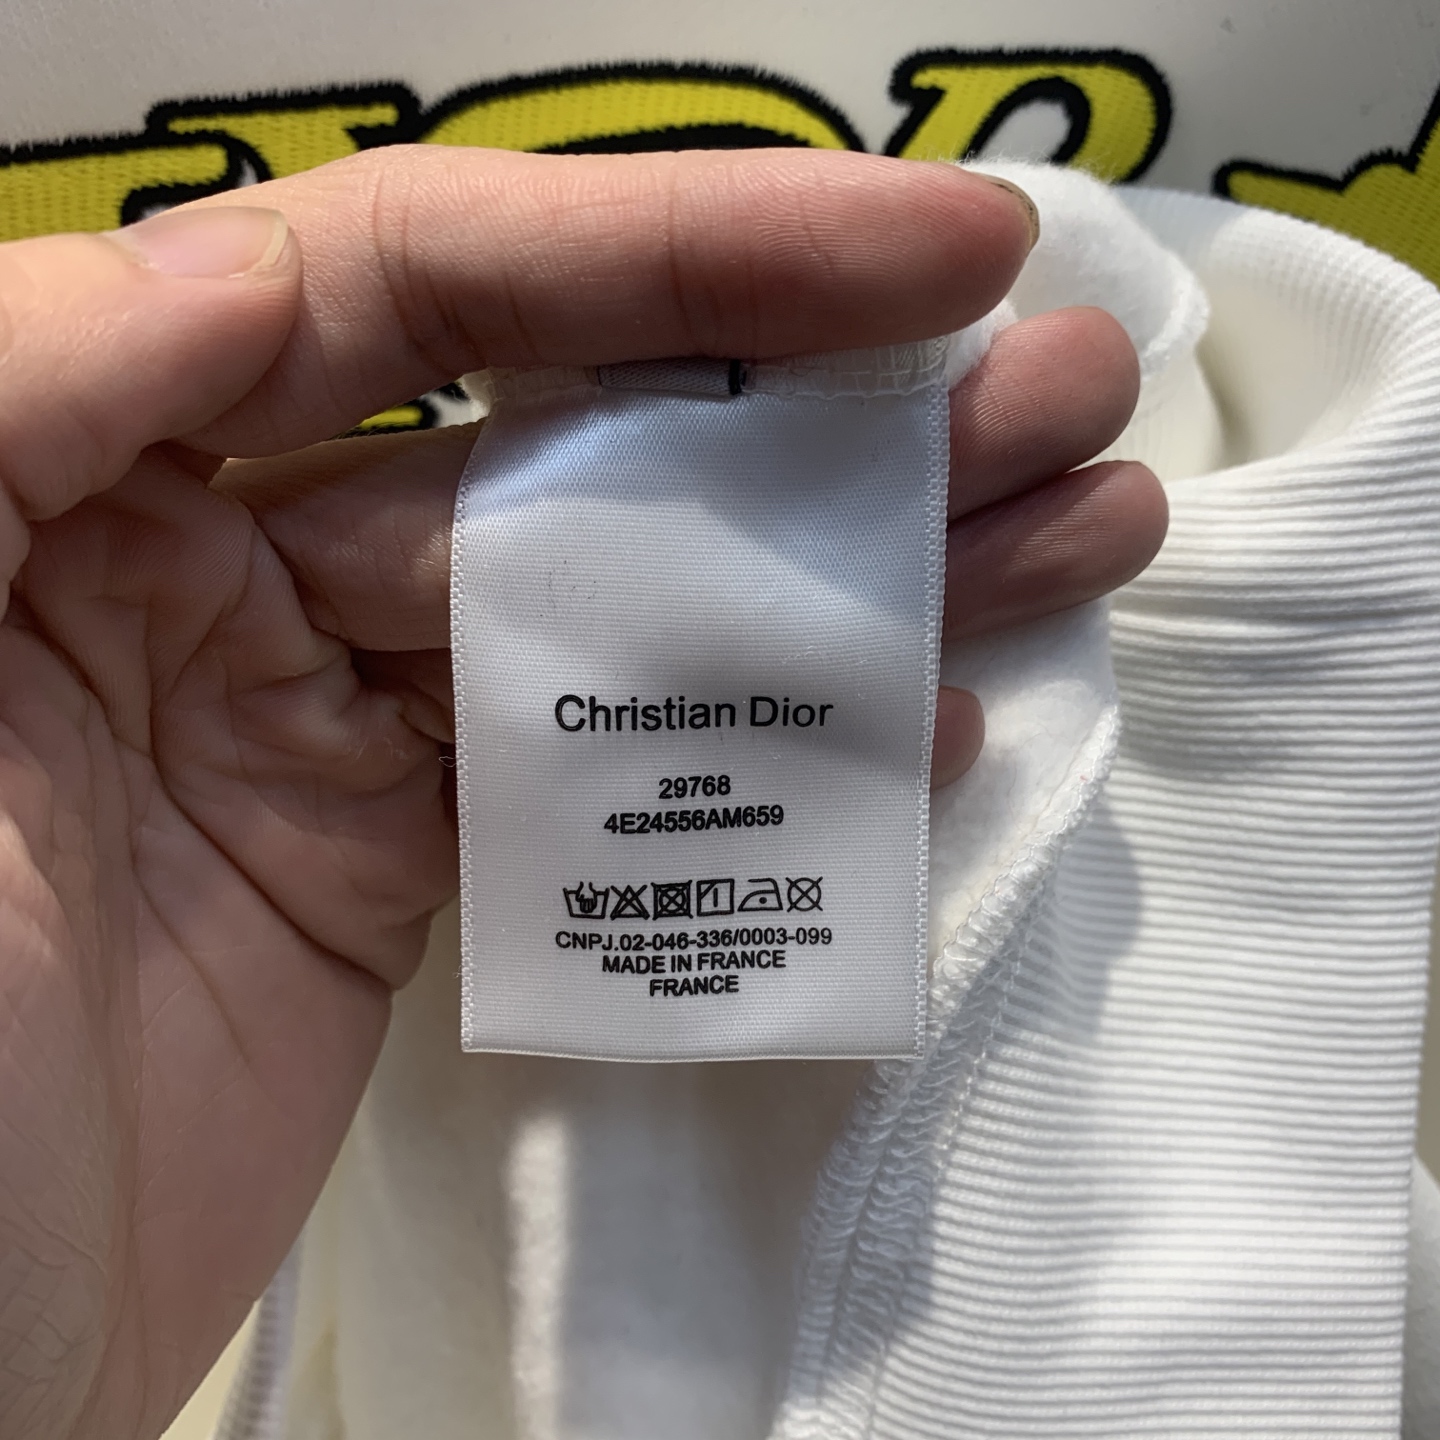 Christian Dior
29768
4E24556AM659
CNPJ.02-046-336/0003-099
MADE IN FRANCE
FRANCE